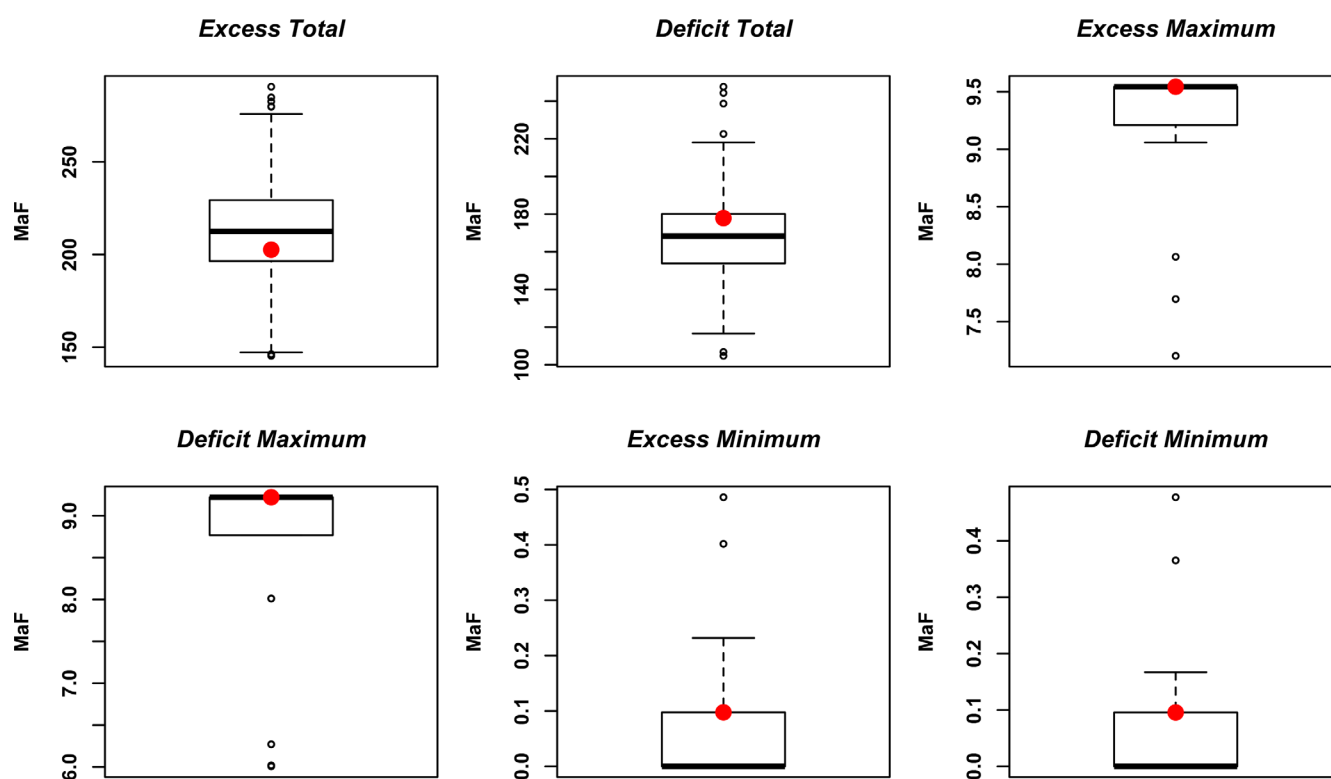 Excess Total
MaF
250
200
150
Deficit Total
MaF
220
180
140
100
Excess Maximum
MaF
9.5
9.0
8.5
8.0
7.5
Deficit Maximum
MaF
9.0
8.0
7.0
6.0
Excess Minimum
MaF
0.5
0.4
0.3
0.2
0.1
0.0
Deficit Minimum
MaF
0.4
0.3
0.2
0.1
0.0